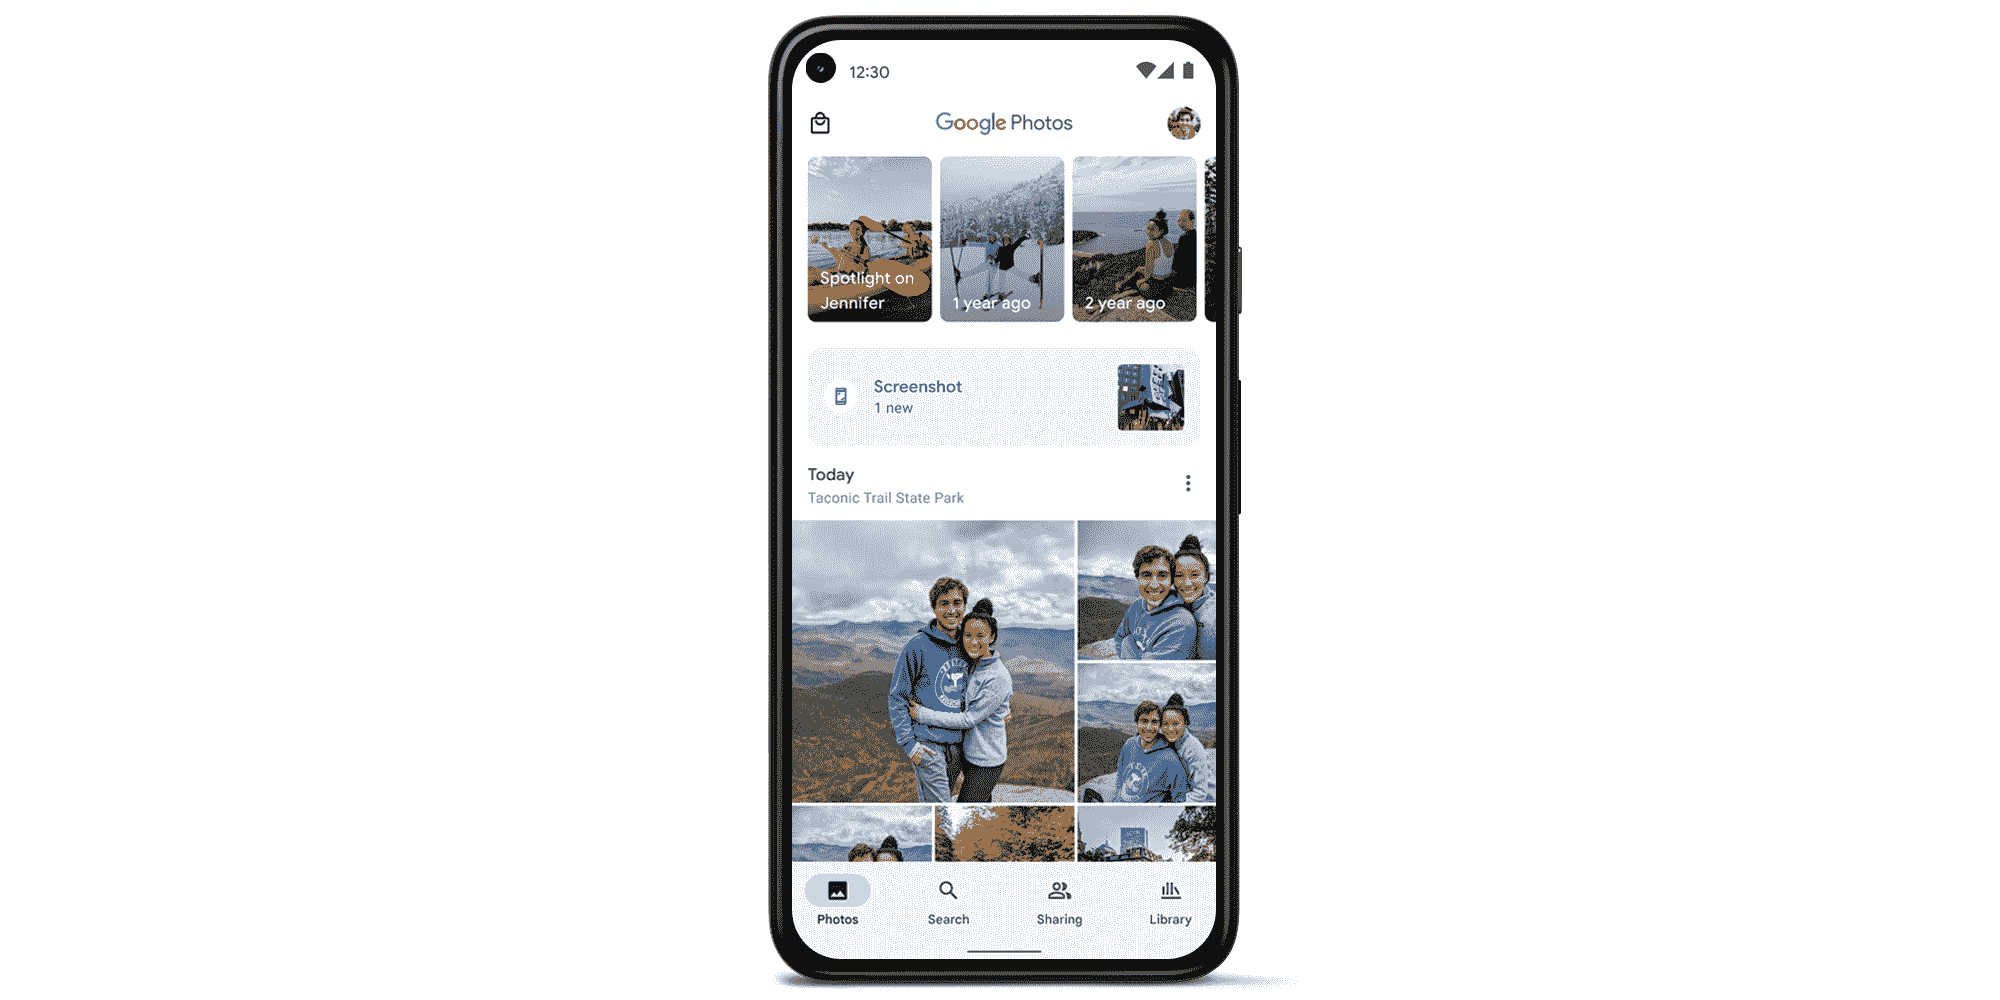 12:30
Google Photos
Spotlight on
Jennifer
1 year ago
2 year ago
Screenshot
1 new
Today
Taconic Trail State Park
Photos
Search
Sharing
Library